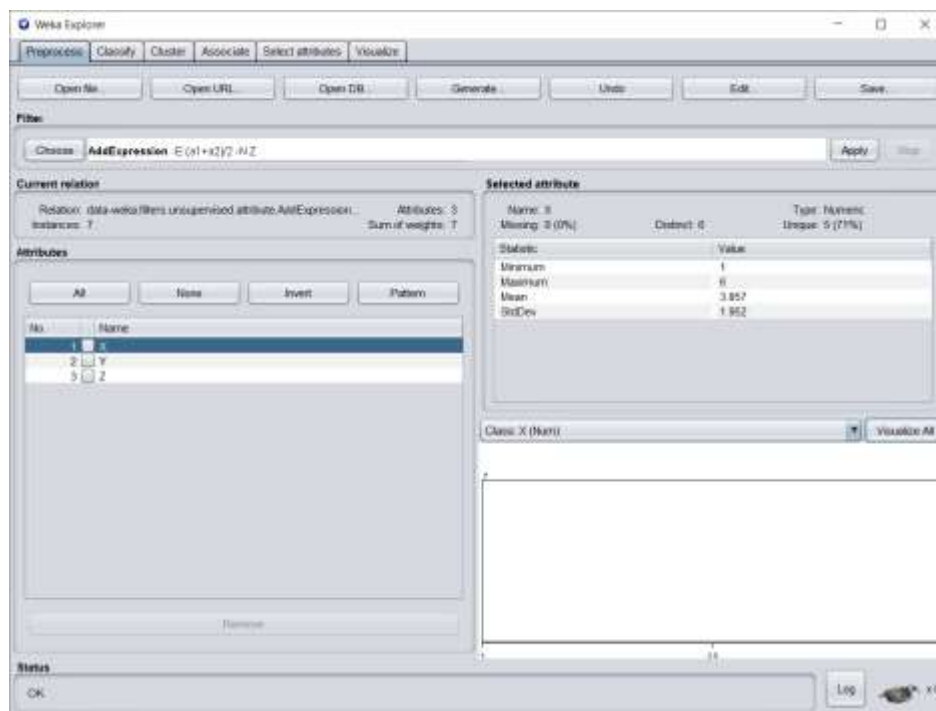 Weka Explorer
Preprocess Classify Cluster Associate Select attributes Visualize
Open file... Open URL... Open DB... Generate... Undo Edit... Save...
Filter
Choose AddExpression -E (a1+a2)/2 -N Z Apply Stop
Current relation
Relation: data-weka.filters.unsupervised.attribute.AddExpression... Attributes: 3
Instances: 7 Sum of weights: 7
Attributes
All None Invert Pattern
No. Name
1 X
2 Y
3 Z
Remove
Selected attribute
Name: X Type: Numeric
Missing: 0 (0%) Distinct: 6 Unique: 5 (71%)
Statistic Value
Minimum 1
Maximum 6
Mean 3.857
StdDev 1.952
Class: X (Num) Visualize All
Status
OK
Log x